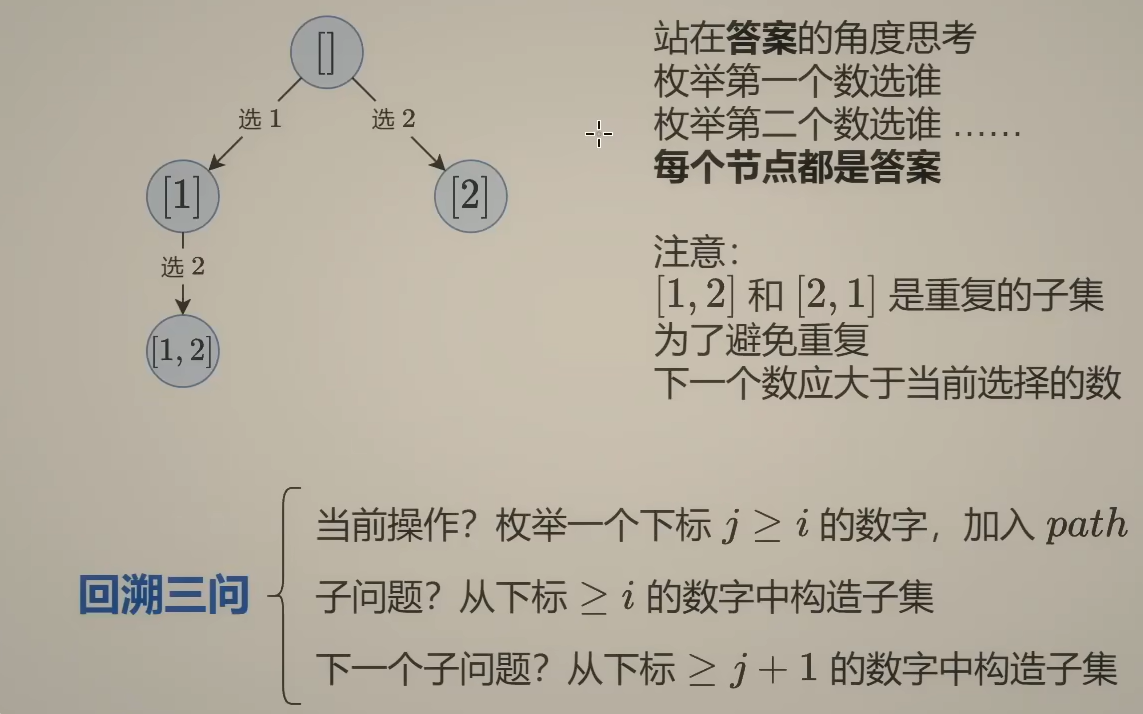 []
选 1
选 2
[1]
[2]
选 2
[1, 2]
站在答案的角度思考
枚举第一个数选谁
枚举第二个数选谁 ……
每个节点都是答案
注意：
[1, 2] 和 [2, 1] 是重复的子集
为了避免重复
下一个数应大于当前选择的数
回溯三问
当前操作？枚举一个下标 j ≥ i 的数字，加入 path
子问题？从下标 ≥ i 的数字中构造子集
下一个子问题？从下标 ≥ j + 1 的数字中构造子集